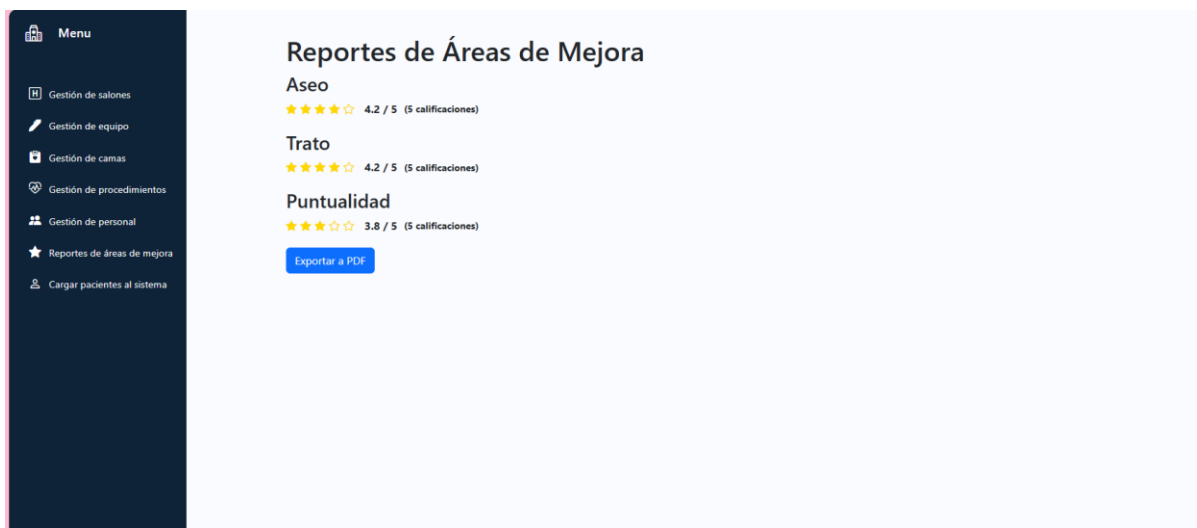 Menu
Gestión de salones
Gestión de equipo
Gestión de camas
Gestión de procedimientos
Gestión de personal
Reportes de áreas de mejora
Cargar pacientes al sistema
Reportes de Áreas de Mejora
Aseo
4.2 / 5 (5 calificaciones)
Trato
4.2 / 5 (5 calificaciones)
Puntualidad
3.8 / 5 (5 calificaciones)
Exportar a PDF